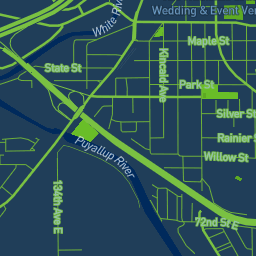 Wedding & Event Ve
White Riv
Maple St
State St
Kincaid Ave
Park St
Silver St
Rainier S
Willow St
Puyallup River
134th Ave E
72nd St E